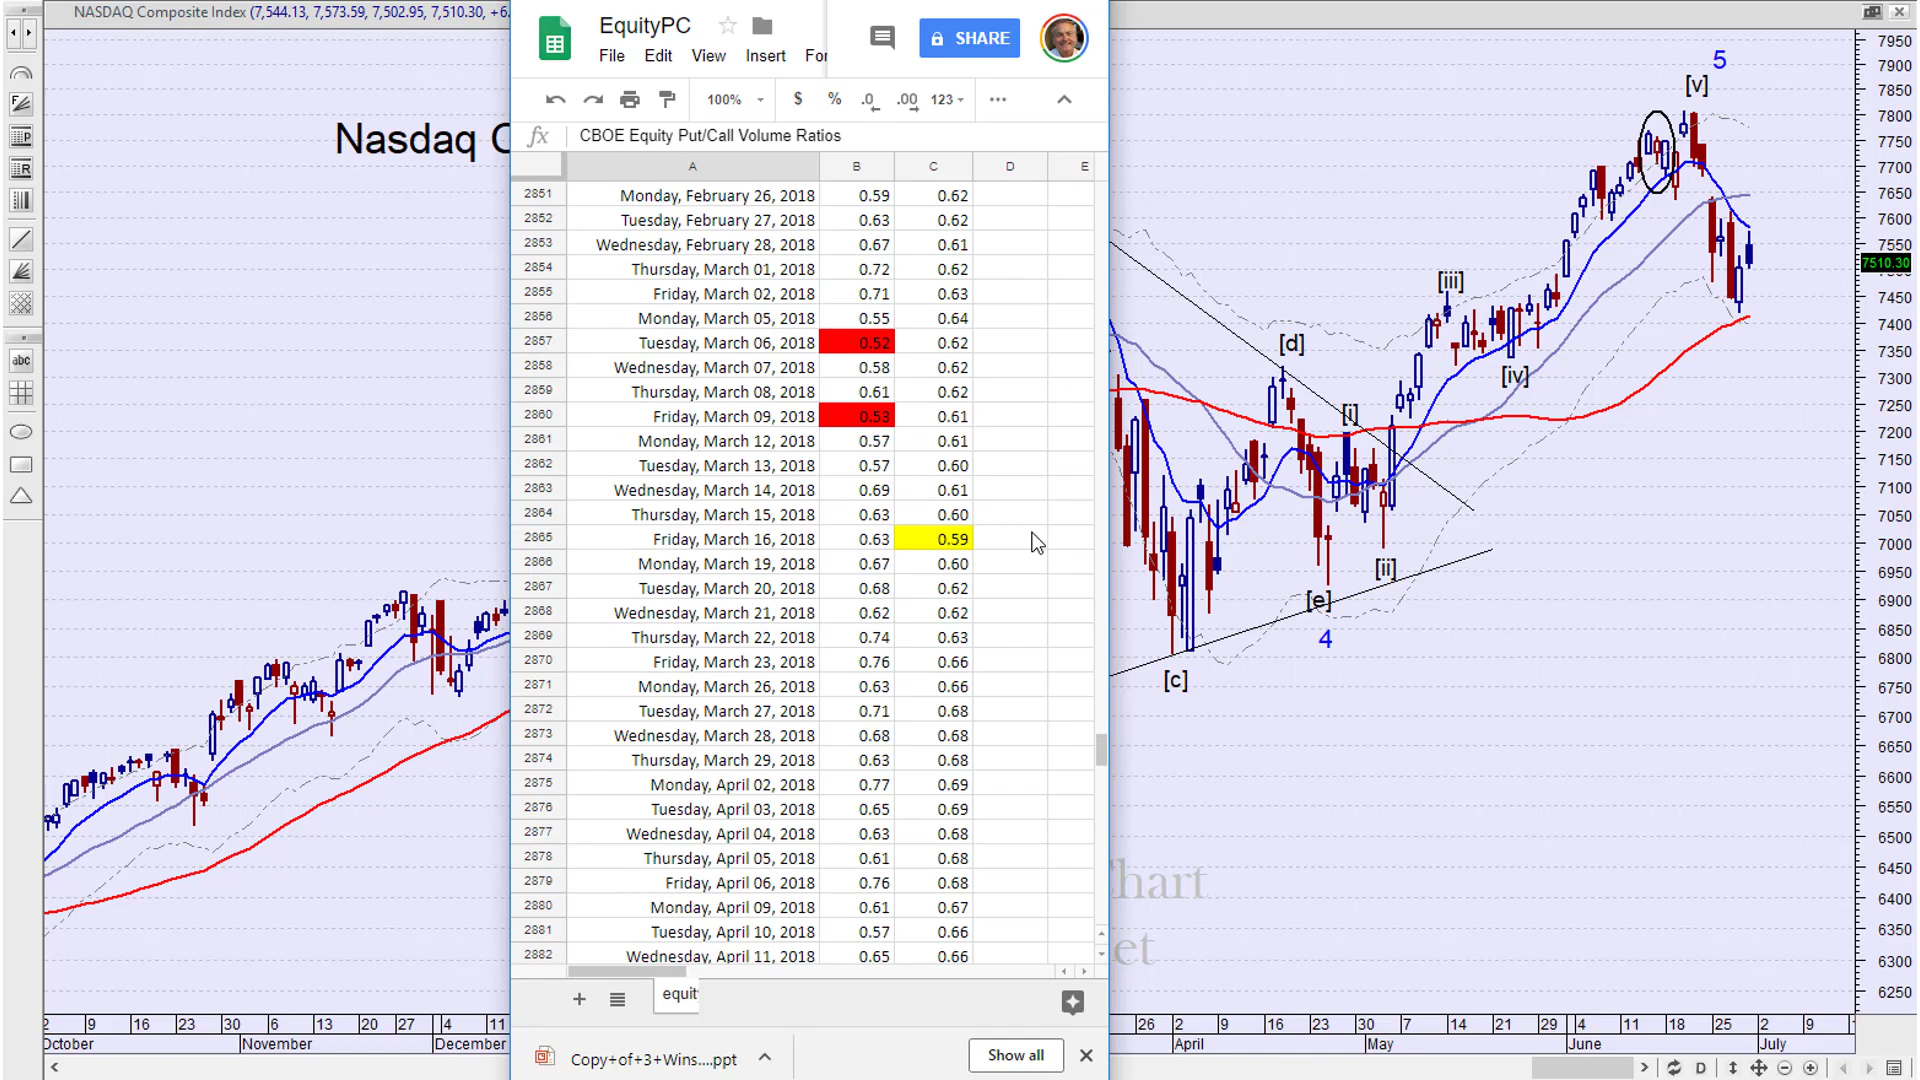 NASDAQ Composite Index (7,544.13, 7,573.59, 7,502.95, 7,510.30, +6.
Nasdaq C
EquityPC
File Edit View Insert For
SHARE
100% $ % .0 .00 123 ...
fx CBOE Equity Put/Call Volume Ratios
A B C D E
2851 Monday, February 26, 2018 0.59 0.62
2852 Tuesday, February 27, 2018 0.63 0.62
2853 Wednesday, February 28, 2018 0.67 0.61
2854 Thursday, March 01, 2018 0.72 0.62
2855 Friday, March 02, 2018 0.71 0.63
2856 Monday, March 05, 2018 0.55 0.64
2857 Tuesday, March 06, 2018 0.52 0.62
2858 Wednesday, March 07, 2018 0.58 0.62
2859 Thursday, March 08, 2018 0.61 0.62
2860 Friday, March 09, 2018 0.53 0.61
2861 Monday, March 12, 2018 0.57 0.61
2862 Tuesday, March 13, 2018 0.57 0.60
2863 Wednesday, March 14, 2018 0.69 0.61
2864 Thursday, March 15, 2018 0.63 0.60
2865 Friday, March 16, 2018 0.63 0.59
2866 Monday, March 19, 2018 0.67 0.60
2867 Tuesday, March 20, 2018 0.68 0.62
2868 Wednesday, March 21, 2018 0.62 0.62
2869 Thursday, March 22, 2018 0.74 0.63
2870 Friday, March 23, 2018 0.76 0.66
2871 Monday, March 26, 2018 0.63 0.66
2872 Tuesday, March 27, 2018 0.71 0.68
2873 Wednesday, March 28, 2018 0.68 0.68
2874 Thursday, March 29, 2018 0.63 0.68
2875 Monday, April 02, 2018 0.77 0.69
2876 Tuesday, April 03, 2018 0.65 0.69
2877 Wednesday, April 04, 2018 0.63 0.68
2878 Thursday, April 05, 2018 0.61 0.68
2879 Friday, April 06, 2018 0.76 0.68
2880 Monday, April 09, 2018 0.61 0.67
2881 Tuesday, April 10, 2018 0.57 0.66
2882 Wednesday, April 11, 2018 0.65 0.66
equit
Copy+of+3+Wins....ppt
Show all
F
P
R
abc
5
[v]
[iii]
[d]
[iv]
[i]
[ii]
[e]
4
[c]
hart
et
7950
7900
7850
7800
7750
7700
7650
7600
7550
7510.30
7450
7400
7350
7300
7250
7200
7150
7100
7050
7000
6950
6900
6850
6800
6750
6700
6650
6600
6550
6500
6450
6400
6350
6300
6250
2 9 16 23 30 6 13 20 27 4 11
October November December
26 2 9 16 23 30 7 14 21 29 4 11 18 25 2 9
April May June July
D